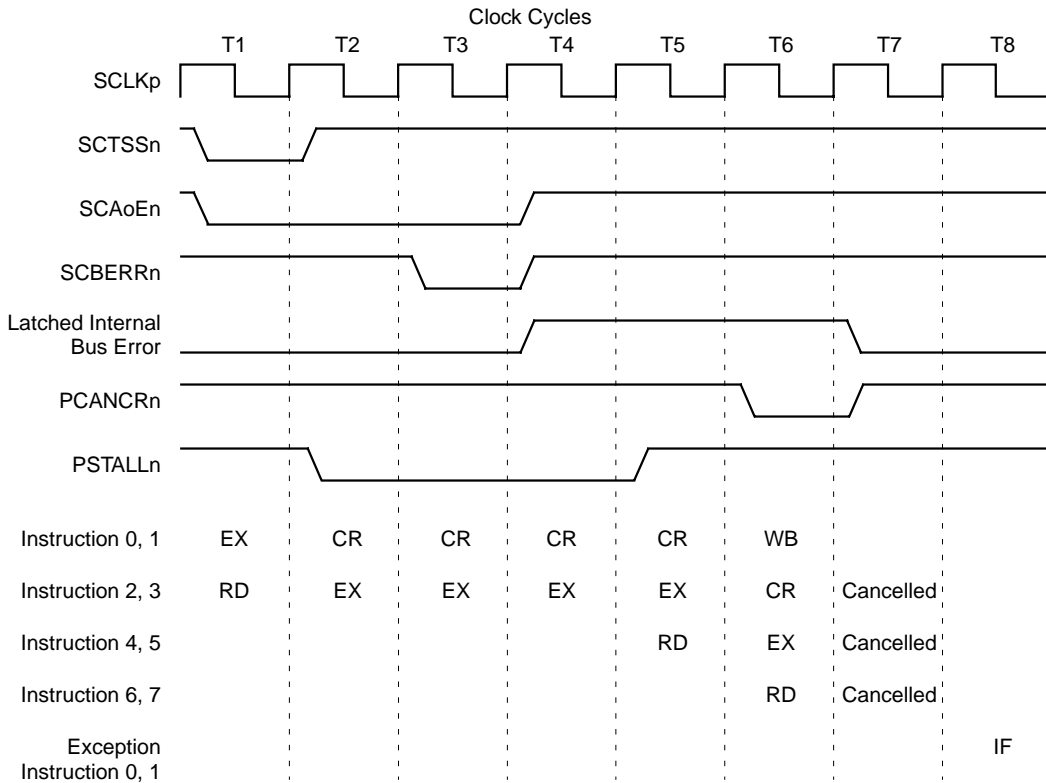 Clock Cycles
T1 T2 T3 T4 T5 T6 T7 T8
SCLKp
SCTSSn
SCAoEn
SCBERRn
Latched Internal
Bus Error
PCANCRn
PSTALLn
Instruction 0, 1 EX CR CR CR CR WB
Instruction 2, 3 RD EX EX EX EX CR Cancelled
Instruction 4, 5 RD EX Cancelled
Instruction 6, 7 RD Cancelled
Exception IF
Instruction 0, 1